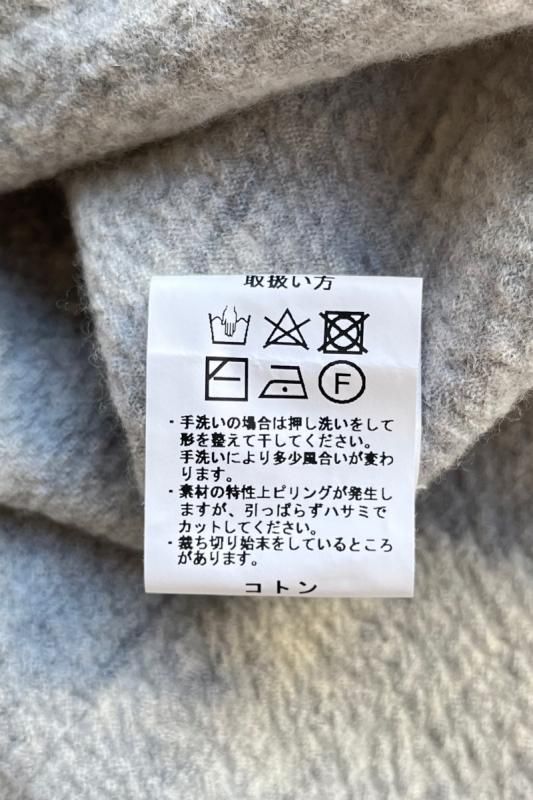 取扱い方
F
・手洗いの場合は押し洗いをして
形を整えて干してください。
手洗いにより多少風合いが変わ
ります。
・素材の特性上ピリングが発生し
ますが、引っぱらずハサミで
カットしてください。
・裁ち切り始末をしているところ
があります。
コトン